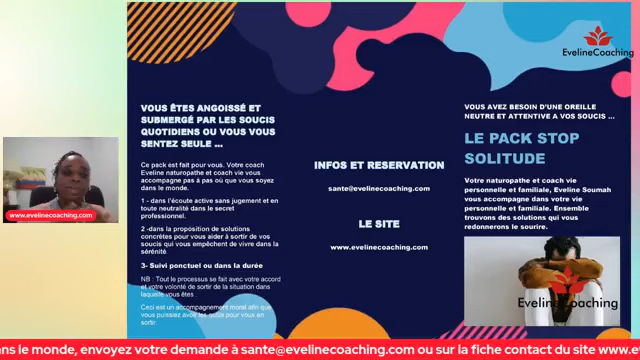 EvelineCoaching
VOUS ÊTES ANGOISSÉ ET
SUBMERGÉ PAR LES SOUCIS
QUOTIDIENS OU VOUS VOUS
SENTEZ SEULE ...
Ce pack est fait pour vous. Votre coach
Eveline naturopathe et coach vie vous
accompagne pas à pas où que vous soyez
dans le monde.
1 - dans l'écoute active sans jugement et en
toute neutralité dans le secret
professionnel.
2 -dans la proposition de solutions
concrètes pour vous aider à sortir de vos
soucis qui vous empêchent de vivre dans la
sérénité
3- Suivi ponctuel ou dans la durée
NB : Tout le processus se fait avec votre accord
et votre volonté de sortir de la situation dans
laquelle vous êtes
Ceci est un accompagnement moral afin que
vous puissiez avec les outils pour vous en
sortir.
INFOS ET RESERVATION
sante@evelinecoaching.com
LE SITE
www.evelinecoaching.com
VOUS AVEZ BESOIN D'UNE OREILLE
NEUTRE ET ATTENTIVE A VOS SOUCIS ...
LE PACK STOP
SOLITUDE
Votre naturopathe et coach vie
personnelle et familiale, Eveline Soumah
vous accompagne dans votre vie
personnelle et familiale. Ensemble
trouvons des solutions qui vous
redonnerons le sourire.
EvelineCoaching
www.evelinecoaching.com
ans le monde, envoyez votre demande à sante@evelinecoaching.com ou sur la fiche contact du site www.e